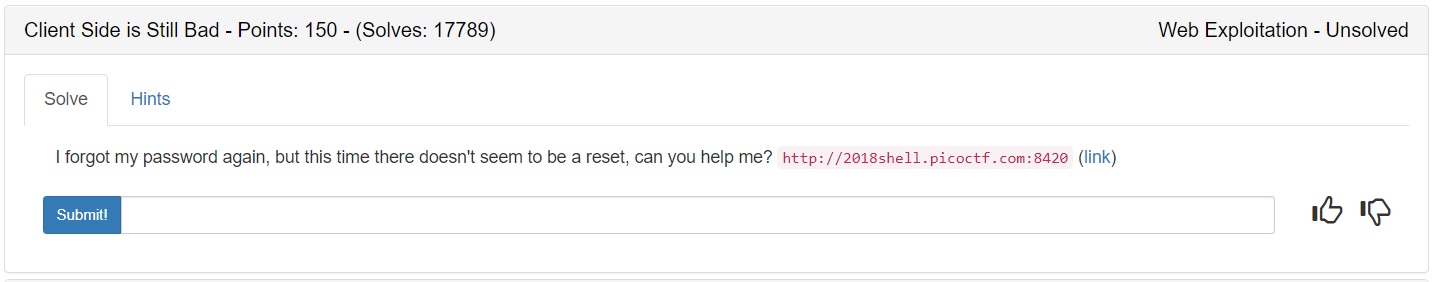 Client Side is Still Bad - Points: 150 - (Solves: 17789) Web Exploitation - Unsolved
Solve Hints
I forgot my password again, but this time there doesn't seem to be a reset, can you help me? http://2018shell.picoctf.com:8420 (link)
Submit!